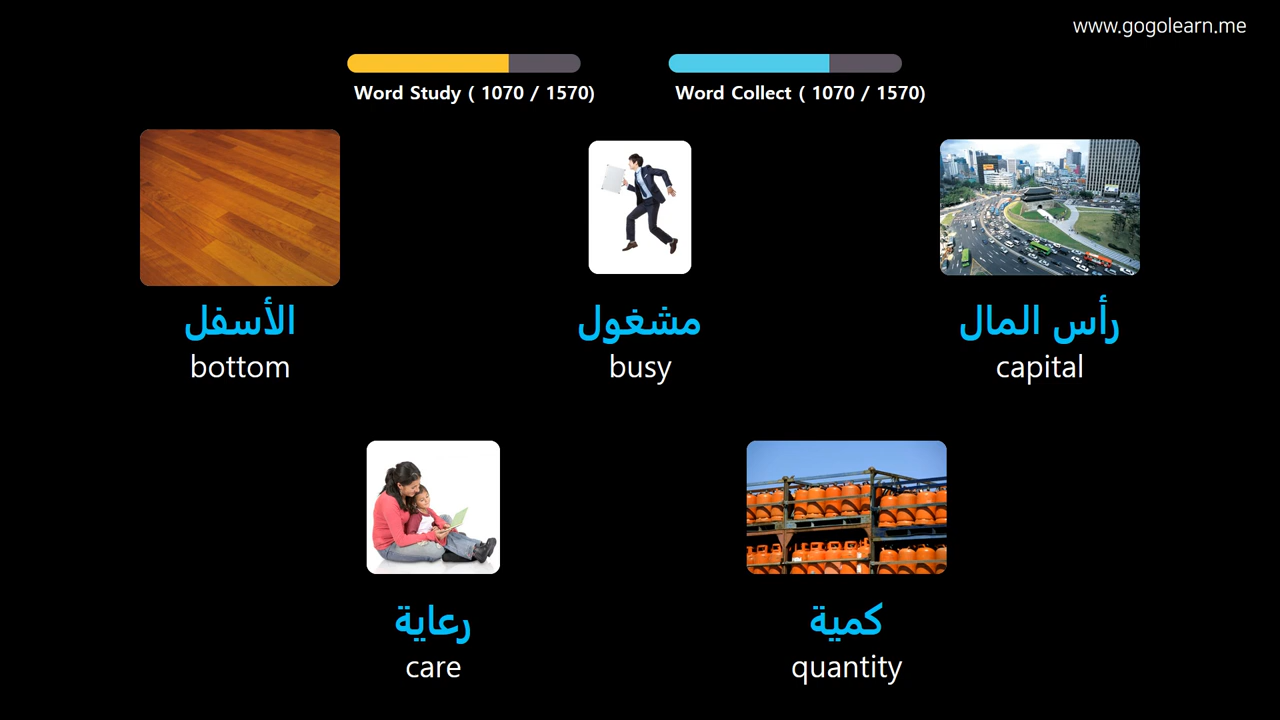 www.gogolearn.me
Word Study ( 1070 / 1570)
Word Collect ( 1070 / 1570)
الأسفل
bottom
مشغول
busy
رأس المال
capital
رعاية
care
كمية
quantity